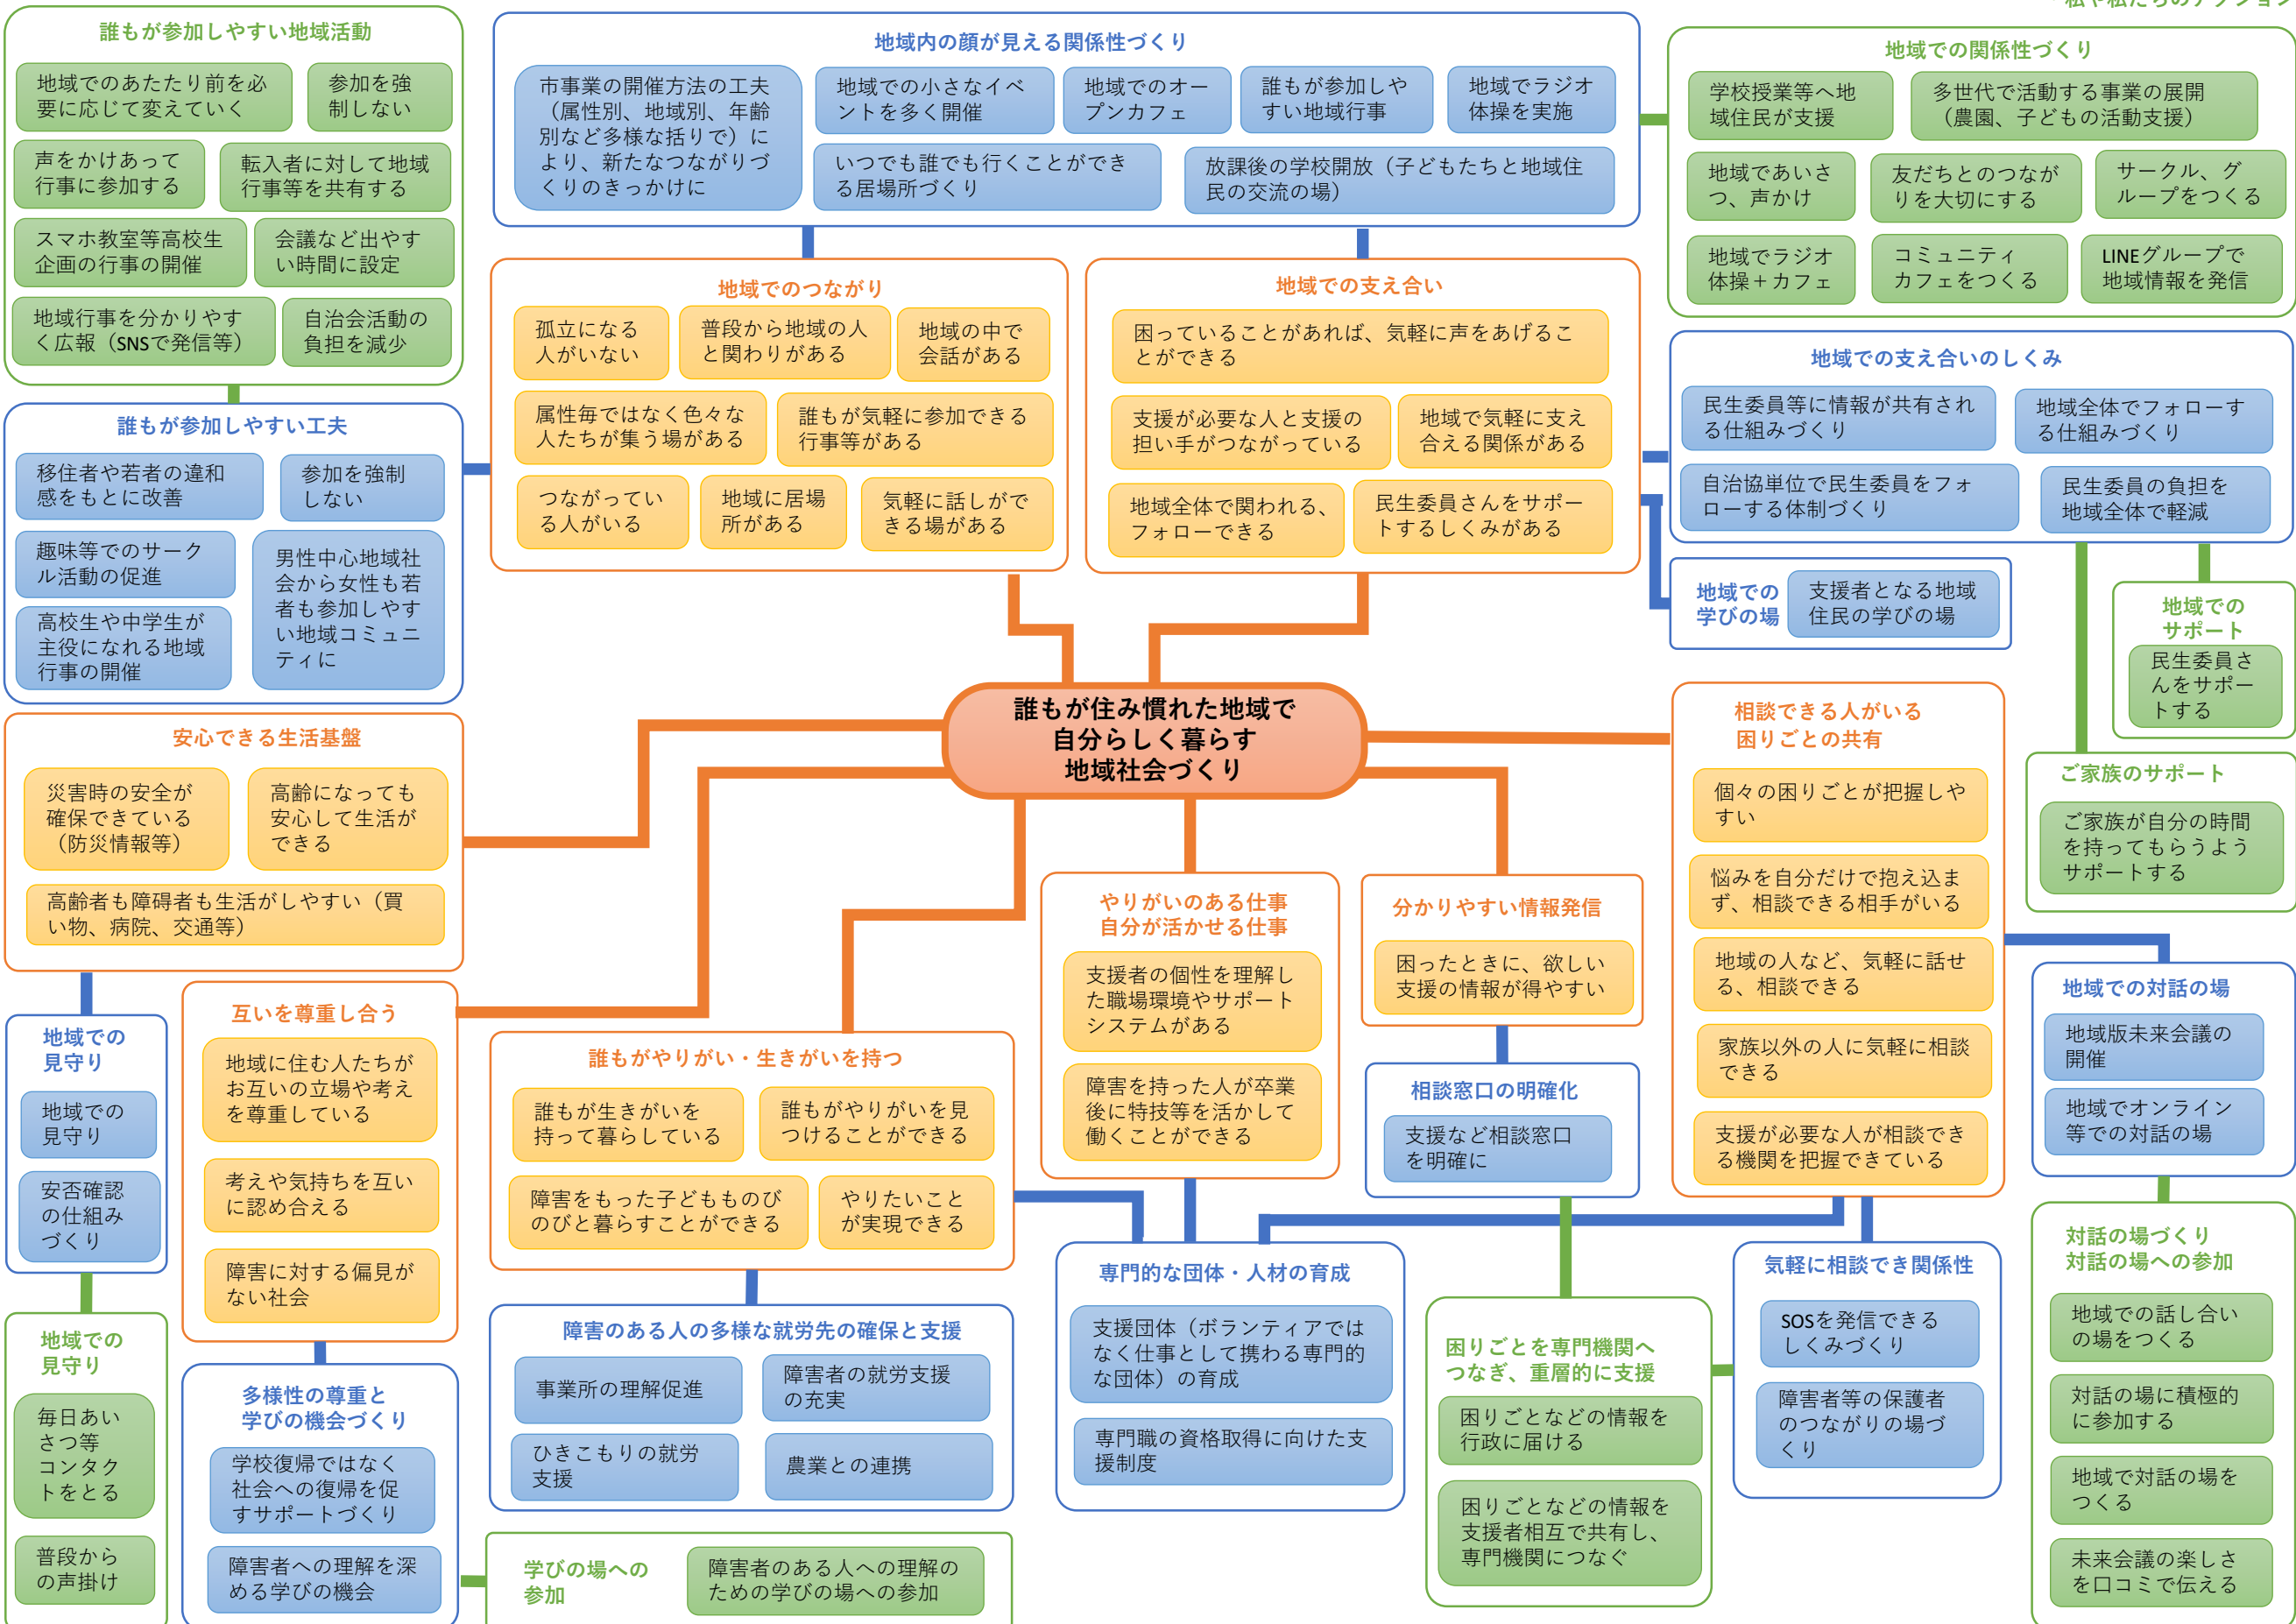 誰もが参加しやすい地域活動
地域でのあたたり前を必
要に応じて変えていく
参加を強
制しない
声をかけあって
行事に参加する
転入者に対して地域
行事等を共有する
スマホ教室等高校生
企画の行事の開催
会議など出やす
い時間に設定
地域行事を分かりやす
く広報（SNSで発信等）
自治会活動の
負担を減少
地域内の顔が見える関係性づくり
市事業の開催方法の工夫
（属性別、地域別、年齢
別など多様な括りで）に
より、新たなつながりづ
くりのきっかけに
地域での小さなイベ
ントを多く開催
地域でのオー
プンカフェ
誰もが参加しや
すい地域行事
地域でラジオ
体操を実施
いつでも誰でも行くことができ
る居場所づくり
放課後の学校開放（子どもたちと地域住
民の交流の場）
地域での関係性づくり
学校授業等へ地
域住民が支援
多世代で活動する事業の展開
（農園、子どもの活動支援）
地域であいさ
つ、声かけ
友だちとのつなが
りを大切にする
サークル、グ
ループをつくる
地域でラジオ
体操＋カフェ
コミュニティ
カフェをつくる
LINEグループで
地域情報を発信
誰もが参加しやすい工夫
移住者や若者の違和
感をもとに改善
参加を強制
しない
趣味等でのサーク
ル活動の促進
男性中心地域社
会から女性も若
者も参加しやす
い地域コミュニ
ティに
高校生や中学生が
主役になれる地域
行事の開催
地域でのつながり
孤立になる
人がいない
普段から地域の人
と関わりがある
地域の中で
会話がある
属性毎ではなく色々な
人たちが集う場がある
誰もが気軽に参加できる
行事等がある
つながってい
る人がいる
地域に居場
所がある
気軽に話しがで
きる場がある
地域での支え合い
困っていることがあれば、気軽に声をあげるこ
とができる
支援が必要な人と支援の
担い手がつながっている
地域で気軽に支え
合える関係がある
地域全体で関われる、
フォローできる
民生委員さんをサポー
トするしくみがある
地域での支え合いのしくみ
民生委員等に情報が共有され
る仕組みづくり
地域全体でフォローす
る仕組みづくり
自治協単位で民生委員をフォ
ローする体制づくり
民生委員の負担を
地域全体で軽減
地域での
学びの場
支援者となる地域
住民の学びの場
地域での
サポート
民生委員さ
んをサポー
トする
ご家族のサポート
ご家族が自分の時間
を持ってもらうよう
サポートする
誰もが住み慣れた地域で
自分らしく暮らす
地域社会づくり
安心できる生活基盤
災害時の安全が
確保できている
（防災情報等）
高齢になっても
安心して生活が
できる
高齢者も障碍者も生活がしやすい（買
い物、病院、交通等）
地域での
見守り
地域での
見守り
安否確認
の仕組み
づくり
地域での
見守り
毎日あい
さつ等
コンタク
トをとる
普段から
の声掛け
互いを尊重し合う
地域に住む人たちが
お互いの立場や考え
を尊重している
考えや気持ちを互い
に認め合える
障害に対する偏見が
ない社会
多様性の尊重と
学びの機会づくり
学校復帰ではなく
社会への復帰を促
すサポートづくり
障害者への理解を深
める学びの機会
誰もがやりがい・生きがいを持つ
誰もが生きがいを
持って暮らしている
誰もがやりがいを見
つけることができる
障害をもった子どもものび
のびと暮らすことができる
やりたいこと
が実現できる
障害のある人の多様な就労先の確保と支援
事業所の理解促進
障害者の就労支援
の充実
ひきこもりの就労
支援
農業との連携
学びの場への
参加
障害者のある人への理解の
ための学びの場への参加
やりがいのある仕事
自分が活かせる仕事
支援者の個性を理解し
た職場環境やサポート
システムがある
障害を持った人が卒業
後に特技等を活かして
働くことができる
専門的な団体・人材の育成
支援団体（ボランティアでは
なく仕事として携わる専門的
な団体）の育成
専門職の資格取得に向けた支
援制度
分かりやすい情報発信
困ったときに、欲しい
支援の情報が得やすい
相談窓口の明確化
支援など相談窓口
を明確に
困りごとを専門機関へ
つなぎ、重層的に支援
困りごとなどの情報を
行政に届ける
困りごとなどの情報を
支援者相互で共有し、
専門機関につなぐ
相談できる人がいる
困りごとの共有
個々の困りごとが把握しや
すい
悩みを自分だけで抱え込ま
ず、相談できる相手がいる
地域の人など、気軽に話せ
る、相談できる
家族以外の人に気軽に相談
できる
支援が必要な人が相談でき
る機関を把握できている
気軽に相談でき関係性
SOSを発信できる
しくみづくり
障害者等の保護者
のつながりの場づ
くり
地域での対話の場
地域版未来会議の
開催
地域でオンライン
等での対話の場
対話の場づくり
対話の場への参加
地域での話し合い
の場をつくる
対話の場に積極的
に参加する
地域で対話の場を
つくる
未来会議の楽しさ
を口コミで伝える